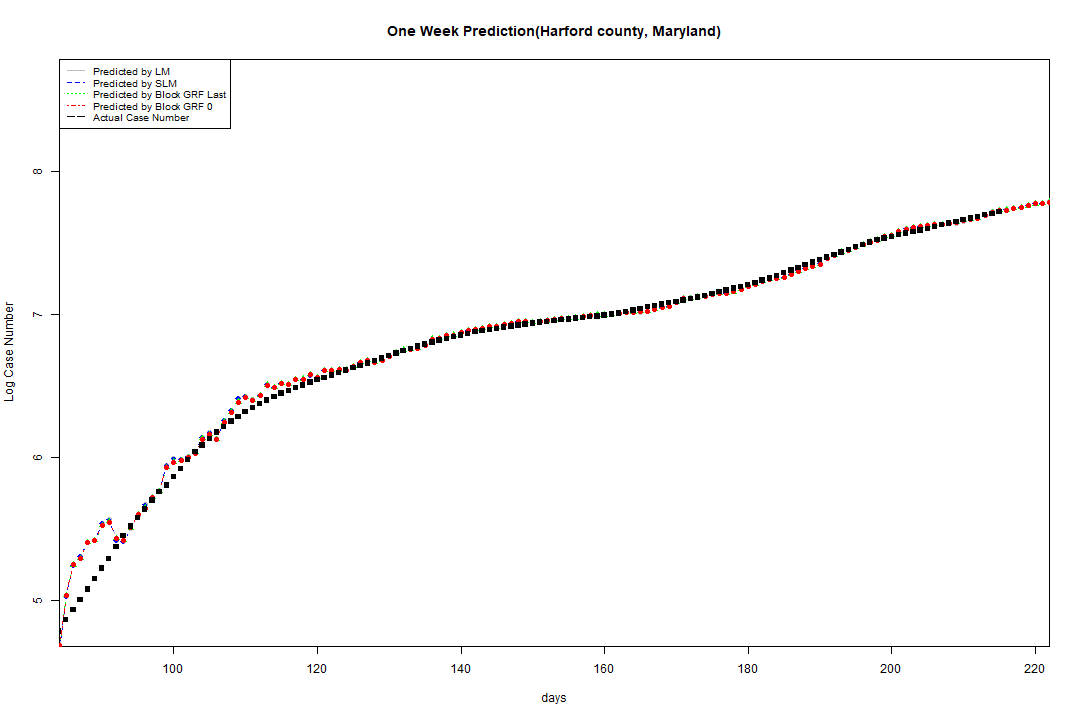 One Week Prediction(Harford county, Maryland)
Predicted by LM
Predicted by SLM
Predicted by Block GRF Last
Predicted by Block GRF 0
Actual Case Number
8
7
6
5
Log Case Number
100 120 140 160 180 200 220
days